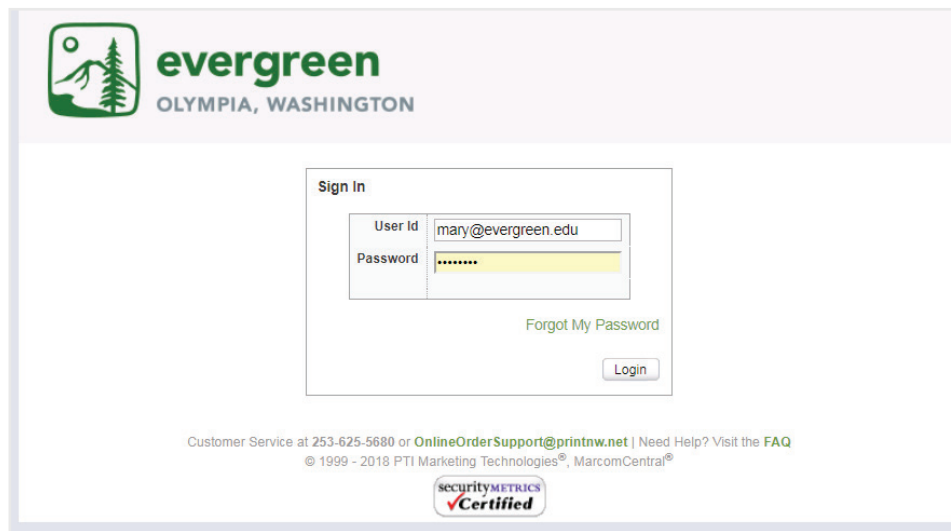 evergreen
OLYMPIA, WASHINGTON
Sign In
User Id mary@evergreen.edu
Password ••••••••
Forgot My Password
Login
Customer Service at 253-625-5680 or OnlineOrderSupport@printnw.net | Need Help? Visit the FAQ
© 1999 - 2018 PTI Marketing Technologies®, MarcomCentral®
securityMETRICS
Certified